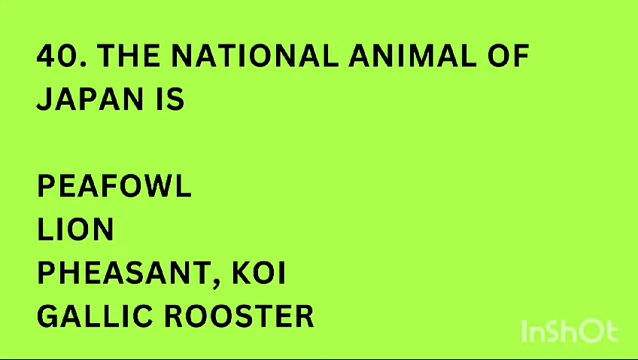 40. THE NATIONAL ANIMAL OF
JAPAN IS
PEAFOWL
LION
PHEASANT, KOI
GALLIC ROOSTER
InShOt